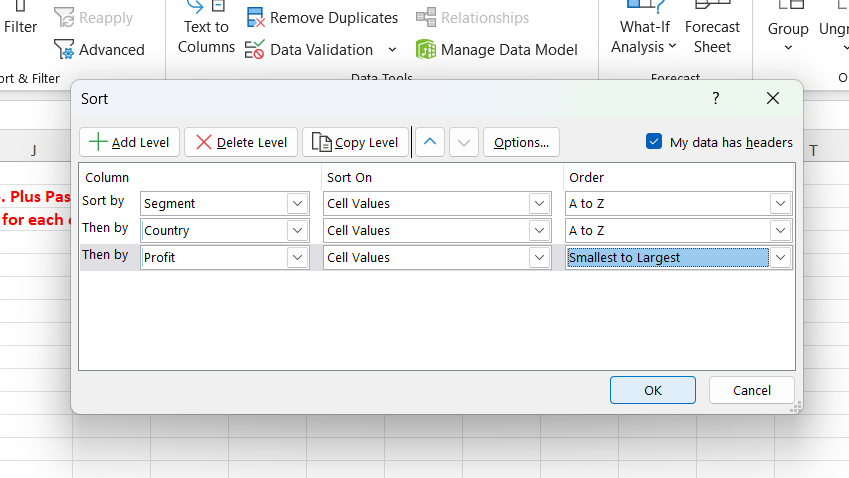 Filter
Reapply
Advanced
ort & Filter
Text to
Columns
Remove Duplicates
Data Validation
Relationships
Manage Data Model
Data Tools
What-If
Analysis
Forecast
Sheet
Forecast
Group
Ungr
O
J
T
. Plus Pas
for each
Sort
?
Add Level
Delete Level
Copy Level
Options...
My data has headers
Column Sort On Order
Sort by Segment Cell Values A to Z
Then by Country Cell Values A to Z
Then by Profit Cell Values Smallest to Largest
OK
Cancel